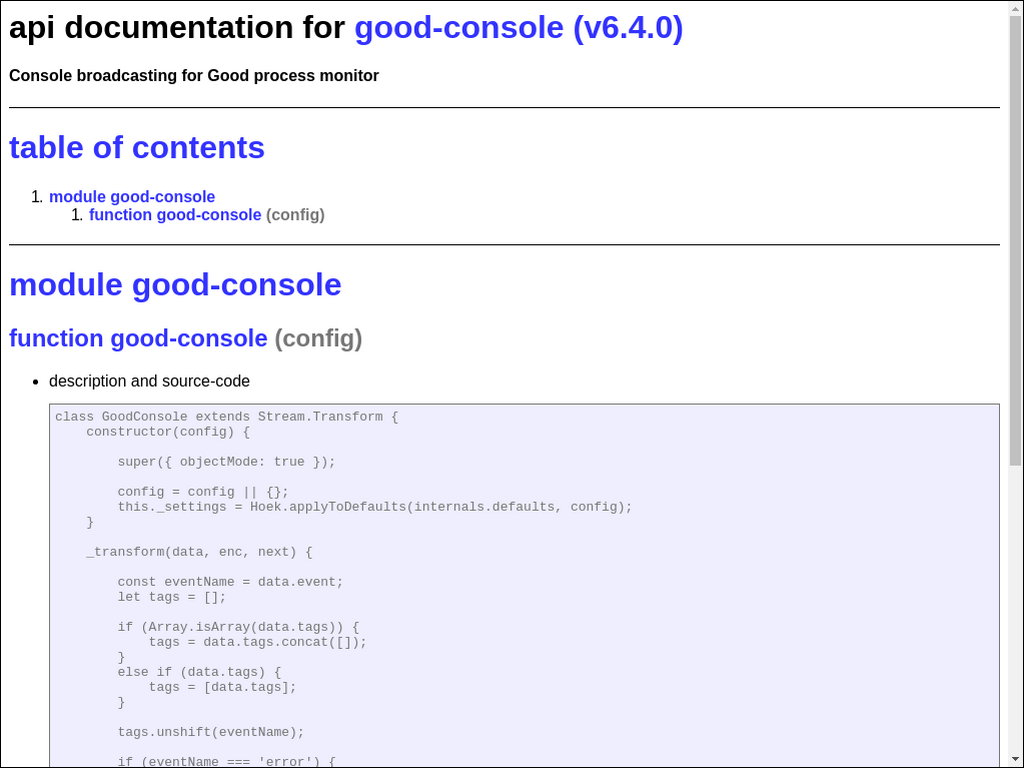 api documentation for good-console (v6.4.0)
Console broadcasting for Good process monitor
table of contents
1. module good-console
1. function good-console (config)
module good-console
function good-console (config)
• description and source-code
class GoodConsole extends Stream.Transform {
    constructor(config) {
        super({ objectMode: true });
        config = config || {};
        this._settings = Hoek.applyToDefaults(internals.defaults, config);
    }
    _transform(data, enc, next) {
        const eventName = data.event;
        let tags = [];
        if (Array.isArray(data.tags)) {
            tags = data.tags.concat([]);
        }
        else if (data.tags) {
            tags = [data.tags];
        }
        tags.unshift(eventName);
        if (eventName === 'error') {